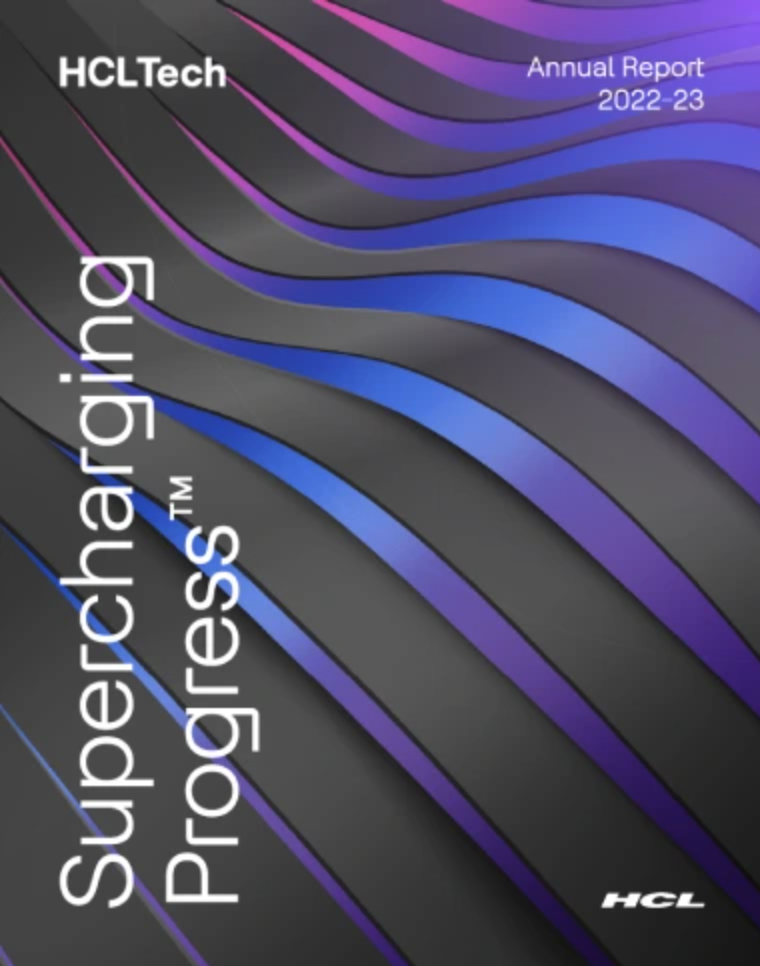 HCLTech
Annual Report
2022-23
Supercharging
Progress™
HCL